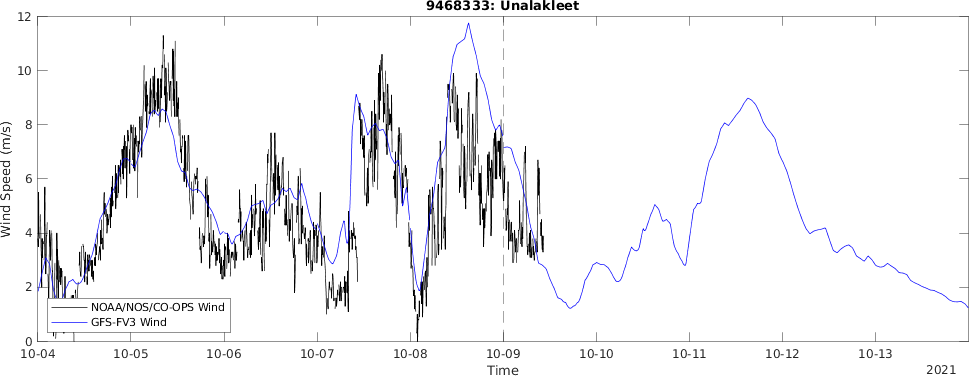 9468333: Unalakleet
Wind Speed (m/s)
12
10
8
6
4
2
0
NOAA/NOS/CO-OPS Wind
GFS-FV3 Wind
10-04 10-05 10-06 10-07 10-08 10-09 10-10 10-11 10-12 10-13
Time
2021